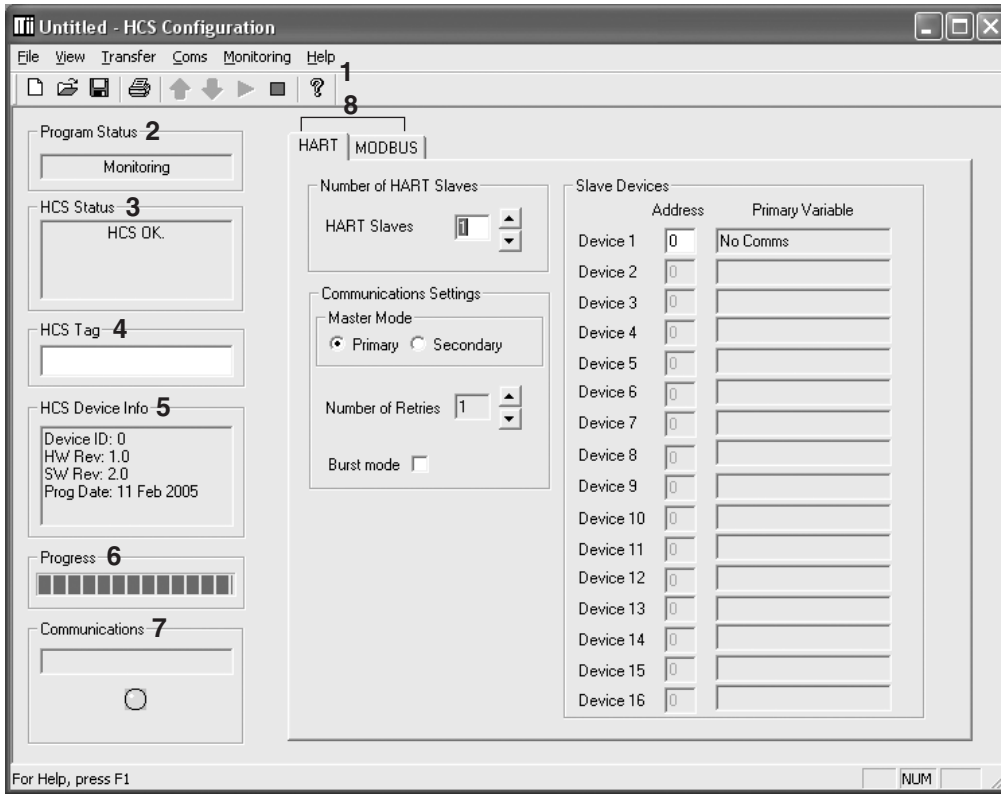 Untitled - HCS Configuration
File View Transfer Coms Monitoring Help
1
8
Program Status 2
Monitoring
HCS Status 3
HCS OK.
HCS Tag 4
HCS Device Info 5
Device ID: 0
HW Rev: 1.0
SW Rev: 2.0
Prog Date: 11 Feb 2005
Progress 6
Communications 7
HART MODBUS
Number of HART Slaves
HART Slaves 1
Communications Settings
Master Mode
Primary Secondary
Number of Retries 1
Burst mode
Slave Devices
Address Primary Variable
Device 1 0 No Comms
Device 2 0
Device 3 0
Device 4 0
Device 5 0
Device 6 0
Device 7 0
Device 8 0
Device 9 0
Device 10 0
Device 11 0
Device 12 0
Device 13 0
Device 14 0
Device 15 0
Device 16 0
For Help, press F1
NUM